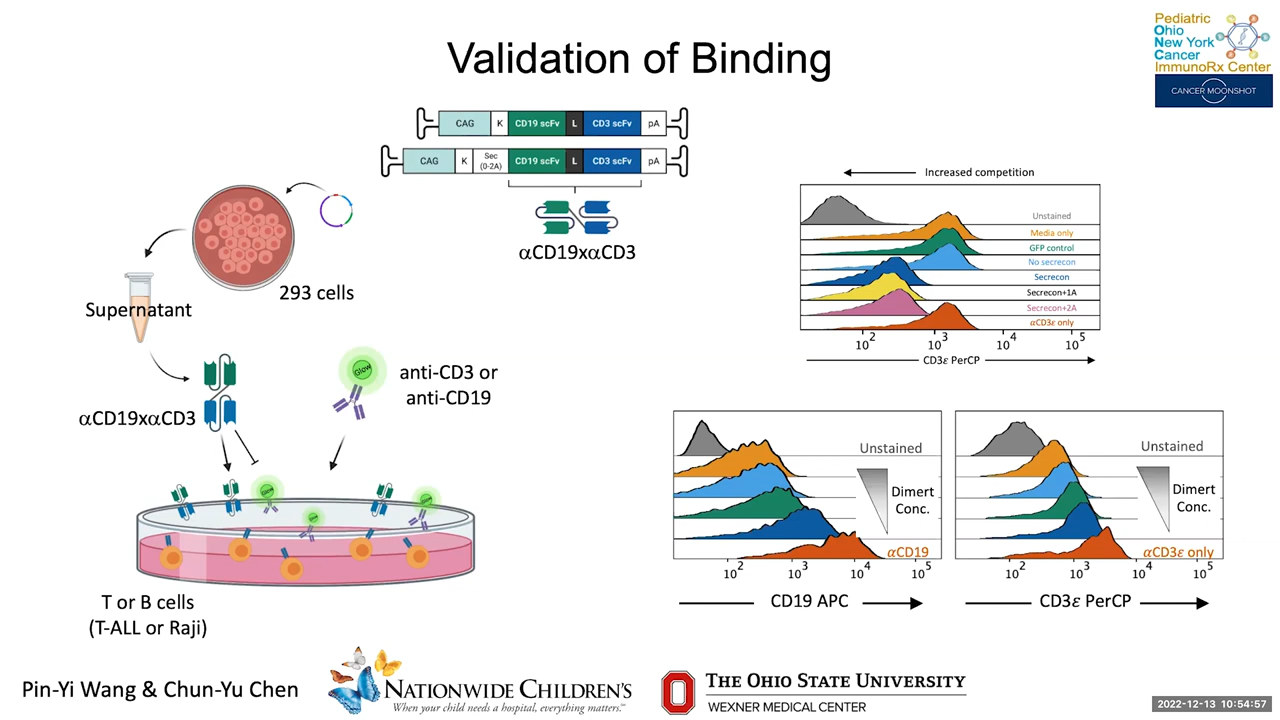 Validation of Binding
Pediatric
Ohio
New York
Cancer
ImmunoRx Center
CANCER MOONSHOT
CAG K CD19 scFv L CD3 scFv pA
CAG K Sec (0-2A) CD19 scFv L CD3 scFv pA
αCD19xαCD3
293 cells
Supernatant
αCD19xαCD3
Glow
anti-CD3 or
anti-CD19
Glow
Glow
Glow
T or B cells
(T-ALL or Raji)
Increased competition
Unstained
Media only
GFP control
No secrecon
Secrecon
Secrecon+1A
Secrecon+2A
αCD3ε only
10² 10³ 10⁴ 10⁵
CD3ε PerCP
Unstained
Dimert
Conc.
αCD19
10² 10³ 10⁴ 10⁵
CD19 APC
Unstained
Dimert
Conc.
αCD3ε only
10² 10³ 10⁴ 10⁵
CD3ε PerCP
Pin-Yi Wang & Chun-Yu Chen
NATIONWIDE CHILDREN'S
When your child needs a hospital, everything matters.℠
THE OHIO STATE UNIVERSITY
WEXNER MEDICAL CENTER
2022-12-13 10:54:57